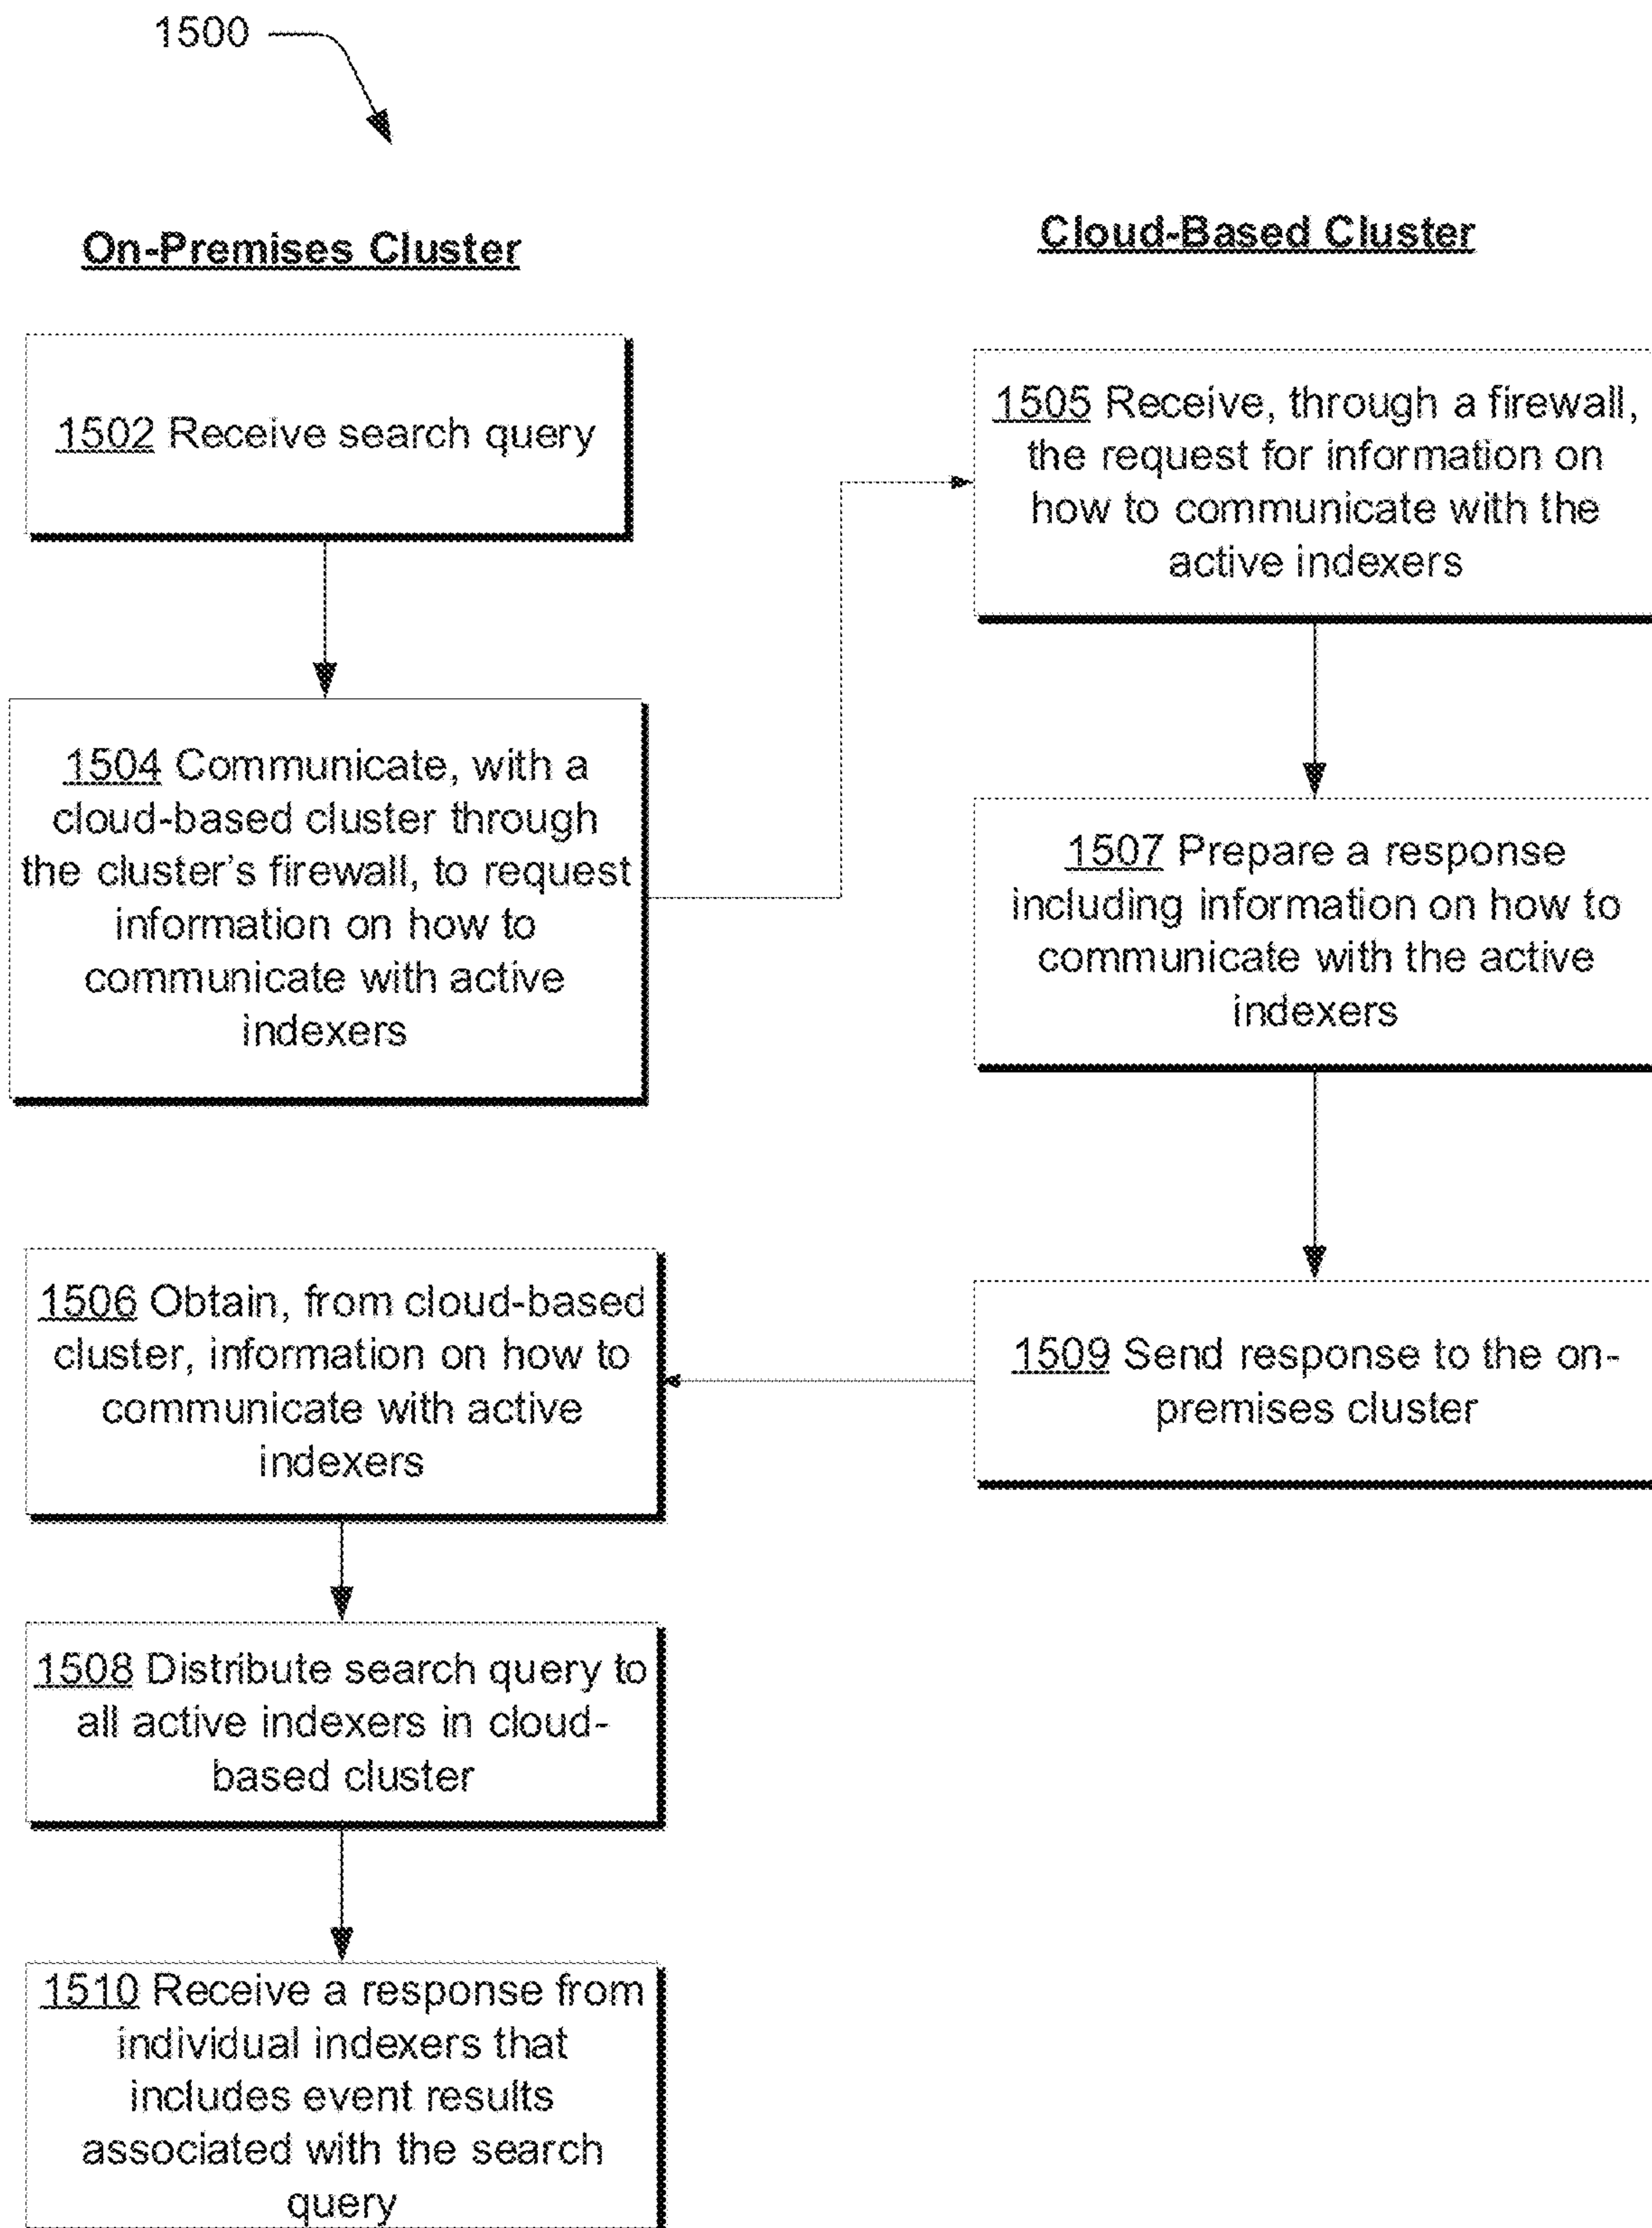 1500
On-Premises Cluster
Cloud-Based Cluster
1502 Receive search query
1505 Receive, through a firewall,
the request for information on
how to communicate with the
active indexers
1504 Communicate, with a
cloud-based cluster through
the cluster's firewall, to request
information on how to
communicate with active
indexers
1507 Prepare a response
including information on how to
communicate with the active
indexers
1506 Obtain, from cloud-based
cluster, information on how to
communicate with active
indexers
1509 Send response to the on-
premises cluster
1508 Distribute search query to
all active indexers in cloud-
based cluster
1510 Receive a response from
individual indexers that
includes event results
associated with the search
query